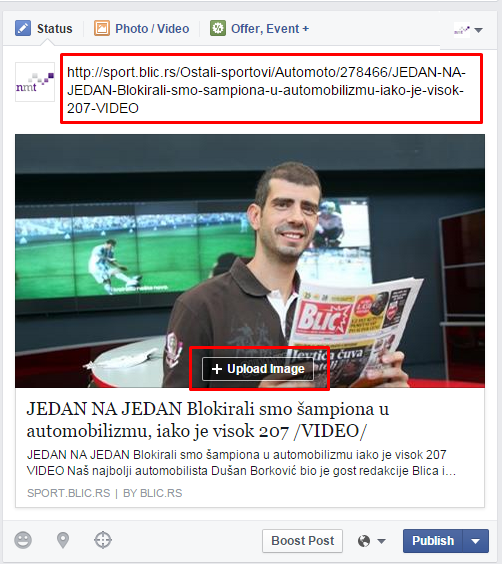 Status
Photo / Video
Offer, Event +
nmt
http://sport.blic.rs/Ostali-sportovi/Automoto/278466/JEDAN-NA-
JEDAN-Blokirali-smo-sampiona-u-automobilizmu-iako-je-visok-
207-VIDEO
BLIC
Jevtića čuva
+ Upload Image
JEDAN NA JEDAN Blokirali smo šampiona u
automobilizmu, iako je visok 207 /VIDEO/
JEDAN NA JEDAN Blokirali smo šampiona u automobilizmu iako je visok 207
VIDEO Naš najbolji automobilista Dušan Borković bio je gost redakcije Blica i…
SPORT.BLIC.RS | BY BLIC.RS
Boost Post
Publish